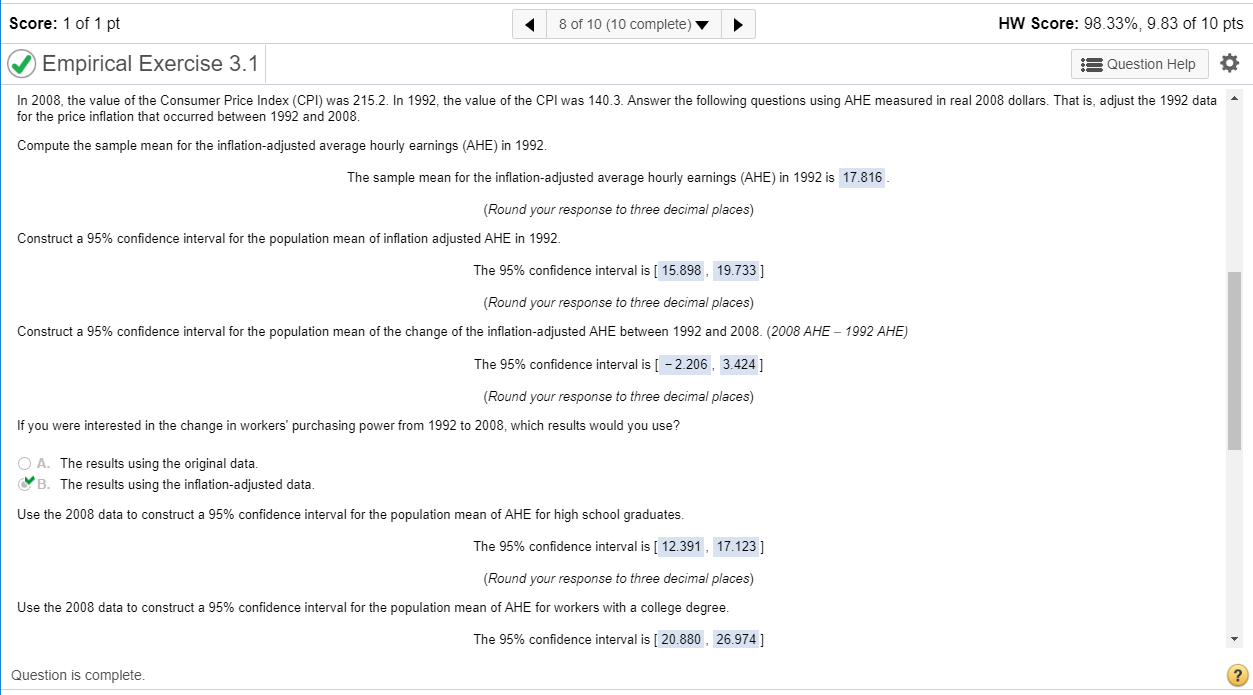 Score: 1 of 1 pt
8 of 10 (10 complete)
HW Score: 98.33%, 9.83 of 10 pts
Empirical Exercise 3.1
Question Help
In 2008, the value of the Consumer Price Index (CPI) was 215.2. In 1992, the value of the CPI was 140.3. Answer the following questions using AHE measured in real 2008 dollars. That is, adjust the 1992 data
for the price inflation that occurred between 1992 and 2008.
Compute the sample mean for the inflation-adjusted average hourly earnings (AHE) in 1992.
The sample mean for the inflation-adjusted average hourly earnings (AHE) in 1992 is 17.816.
(Round your response to three decimal places)
Construct a 95% confidence interval for the population mean of inflation adjusted AHE in 1992.
The 95% confidence interval is [ 15.898 , 19.733 ]
(Round your response to three decimal places)
Construct a 95% confidence interval for the population mean of the change of the inflation-adjusted AHE between 1992 and 2008. (2008 AHE – 1992 AHE)
The 95% confidence interval is [ − 2.206 , 3.424 ]
(Round your response to three decimal places)
If you were interested in the change in workers' purchasing power from 1992 to 2008, which results would you use?
A. The results using the original data.
B. The results using the inflation-adjusted data.
Use the 2008 data to construct a 95% confidence interval for the population mean of AHE for high school graduates.
The 95% confidence interval is [ 12.391 , 17.123 ]
(Round your response to three decimal places)
Use the 2008 data to construct a 95% confidence interval for the population mean of AHE for workers with a college degree.
The 95% confidence interval is [ 20.880 , 26.974 ]
Question is complete.
?